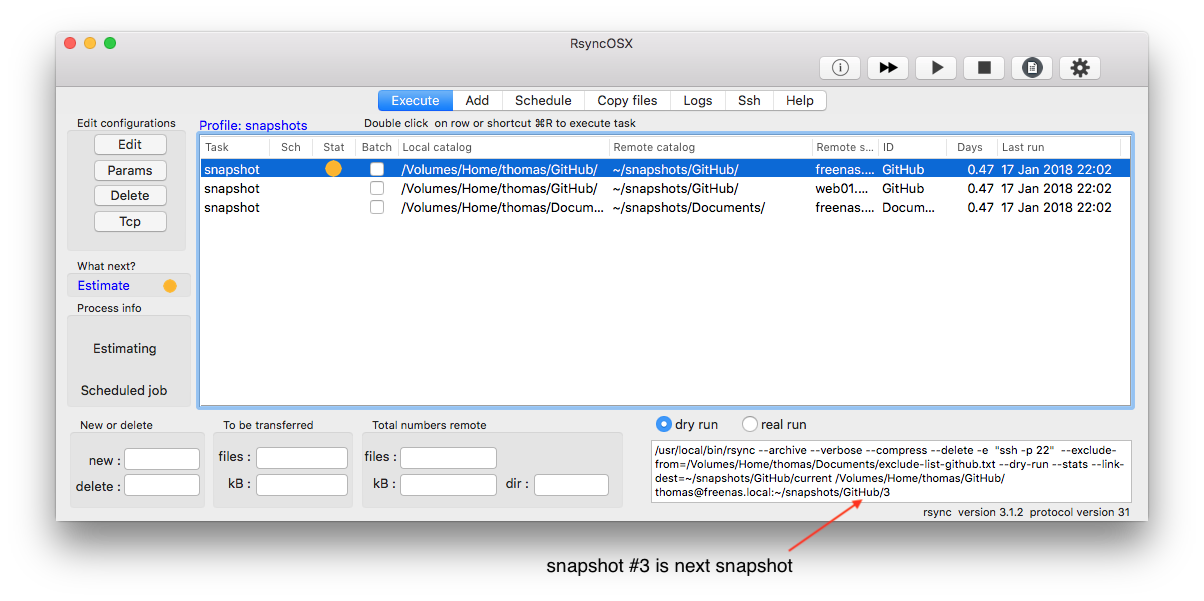 RsyncOSX
Execute Add Schedule Copy files Logs Ssh Help
Edit configurations
Profile: snapshots
Double click on row or shortcut ⌘R to execute task
Edit
Params
Delete
Tcp
Task Sch Stat Batch Local catalog Remote catalog Remote s... ID Days Last run
snapshot /Volumes/Home/thomas/GitHub/ ~/snapshots/GitHub/ freenas.... GitHub 0.47 17 Jan 2018 22:02
snapshot /Volumes/Home/thomas/GitHub/ ~/snapshots/GitHub/ web01.... GitHub 0.47 17 Jan 2018 22:02
snapshot /Volumes/Home/thomas/Docum... ~/snapshots/Documents/ freenas.... Docum... 0.47 17 Jan 2018 22:02
What next?
Estimate
Process info
Estimating
Scheduled job
New or delete
new :
delete :
To be transferred
files :
kB :
Total numbers remote
files :
kB :
dir :
dry run real run
/usr/local/bin/rsync --archive --verbose --compress --delete -e "ssh -p 22" --exclude-
from=/Volumes/Home/thomas/Documents/exclude-list-github.txt --dry-run --stats --link-
dest=~/snapshots/GitHub/current /Volumes/Home/thomas/GitHub/
thomas@freenas.local:~/snapshots/GitHub/3
rsync version 3.1.2 protocol version 31
snapshot #3 is next snapshot